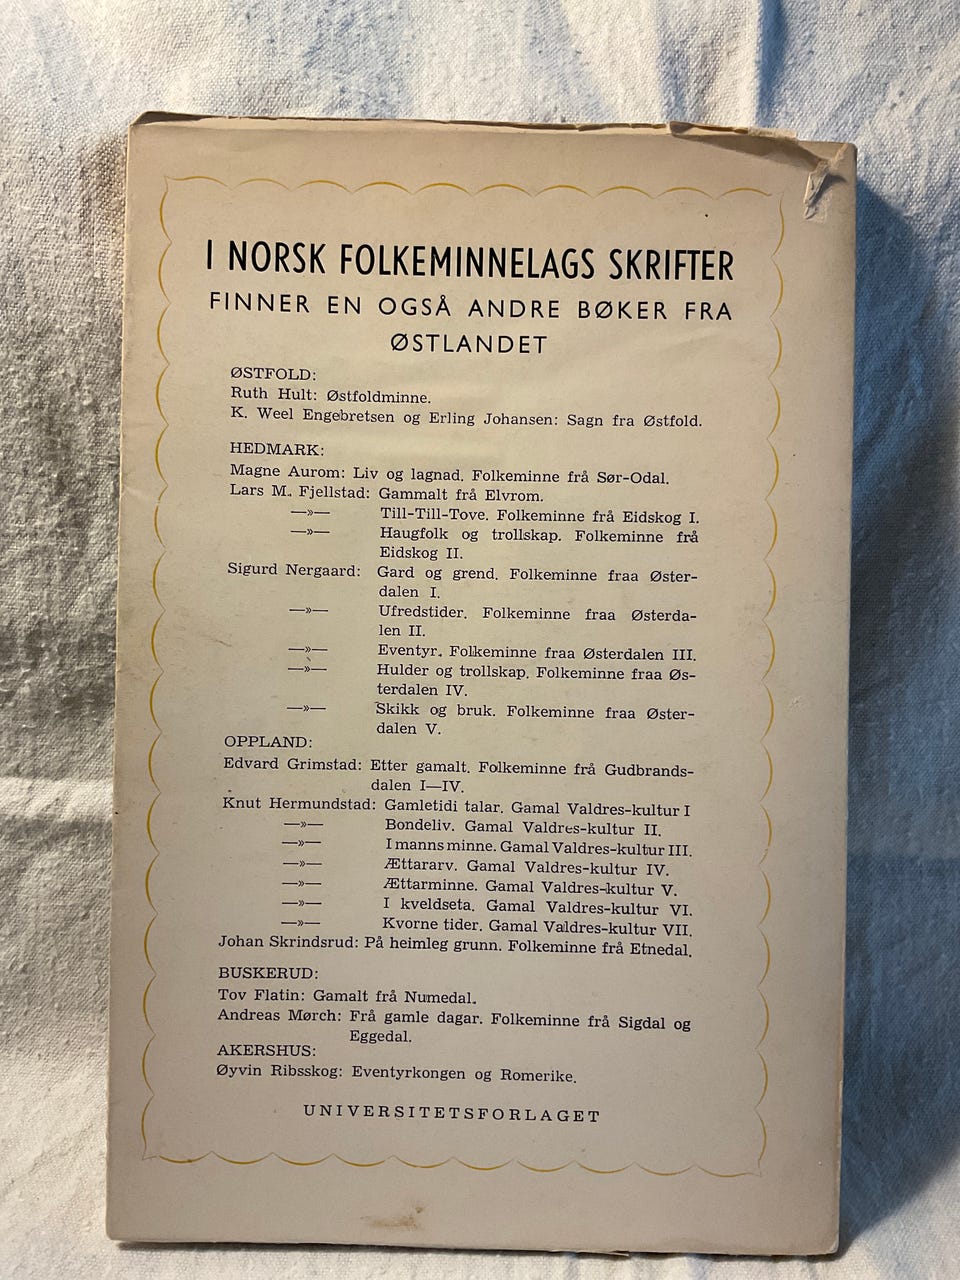 I NORSK FOLKEMINNELAGS SKRIFTER
FINNER EN OGSÅ ANDRE BØKER FRA
ØSTLANDET
ØSTFOLD:
Ruth Hult: Østfoldminne.
K. Weel Engebretsen og Erling Johansen: Sagn fra Østfold.
HEDMARK:
Magne Aurom: Liv og lagnad. Folkeminne frå Sør-Odal.
Lars M. Fjellstad: Gammalt frå Elvrom.
—»— Till-Till-Tove. Folkeminne frå Eidskog I.
—»— Haugfolk og trollskap. Folkeminne frå
Eidskog II.
Sigurd Nergaard: Gard og grend. Folkeminne fraa Øster-
dalen I.
—»— Ufredstider. Folkeminne fraa Østerda-
len II.
—»— Eventyr. Folkeminne fraa Østerdalen III.
—»— Hulder og trollskap. Folkeminne fraa Øs-
terdalen IV.
—»— Skikk og bruk. Folkeminne fraa Øster-
dalen V.
OPPLAND:
Edvard Grimstad: Etter gamalt. Folkeminne frå Gudbrands-
dalen I—IV.
Knut Hermundstad: Gamletidi talar. Gamal Valdres-kultur I
—»— Bondeliv. Gamal Valdres-kultur II.
—»— I manns minne. Gamal Valdres-kultur III.
—»— Ættararv. Gamal Valdres-kultur IV.
—»— Ættarminne. Gamal Valdres-kultur V.
—»— I kveldseta. Gamal Valdres-kultur VI.
—»— Kvorne tider. Gamal Valdres-kultur VII.
Johan Skrindsrud: På heimleg grunn. Folkeminne frå Etnedal.
BUSKERUD:
Tov Flatin: Gamalt frå Numedal.
Andreas Mørch: Frå gamle dagar. Folkeminne frå Sigdal og
Eggedal.
AKERSHUS:
Øyvin Ribsskog: Eventyrkongen og Romerike.
UNIVERSITETSFORLAGET